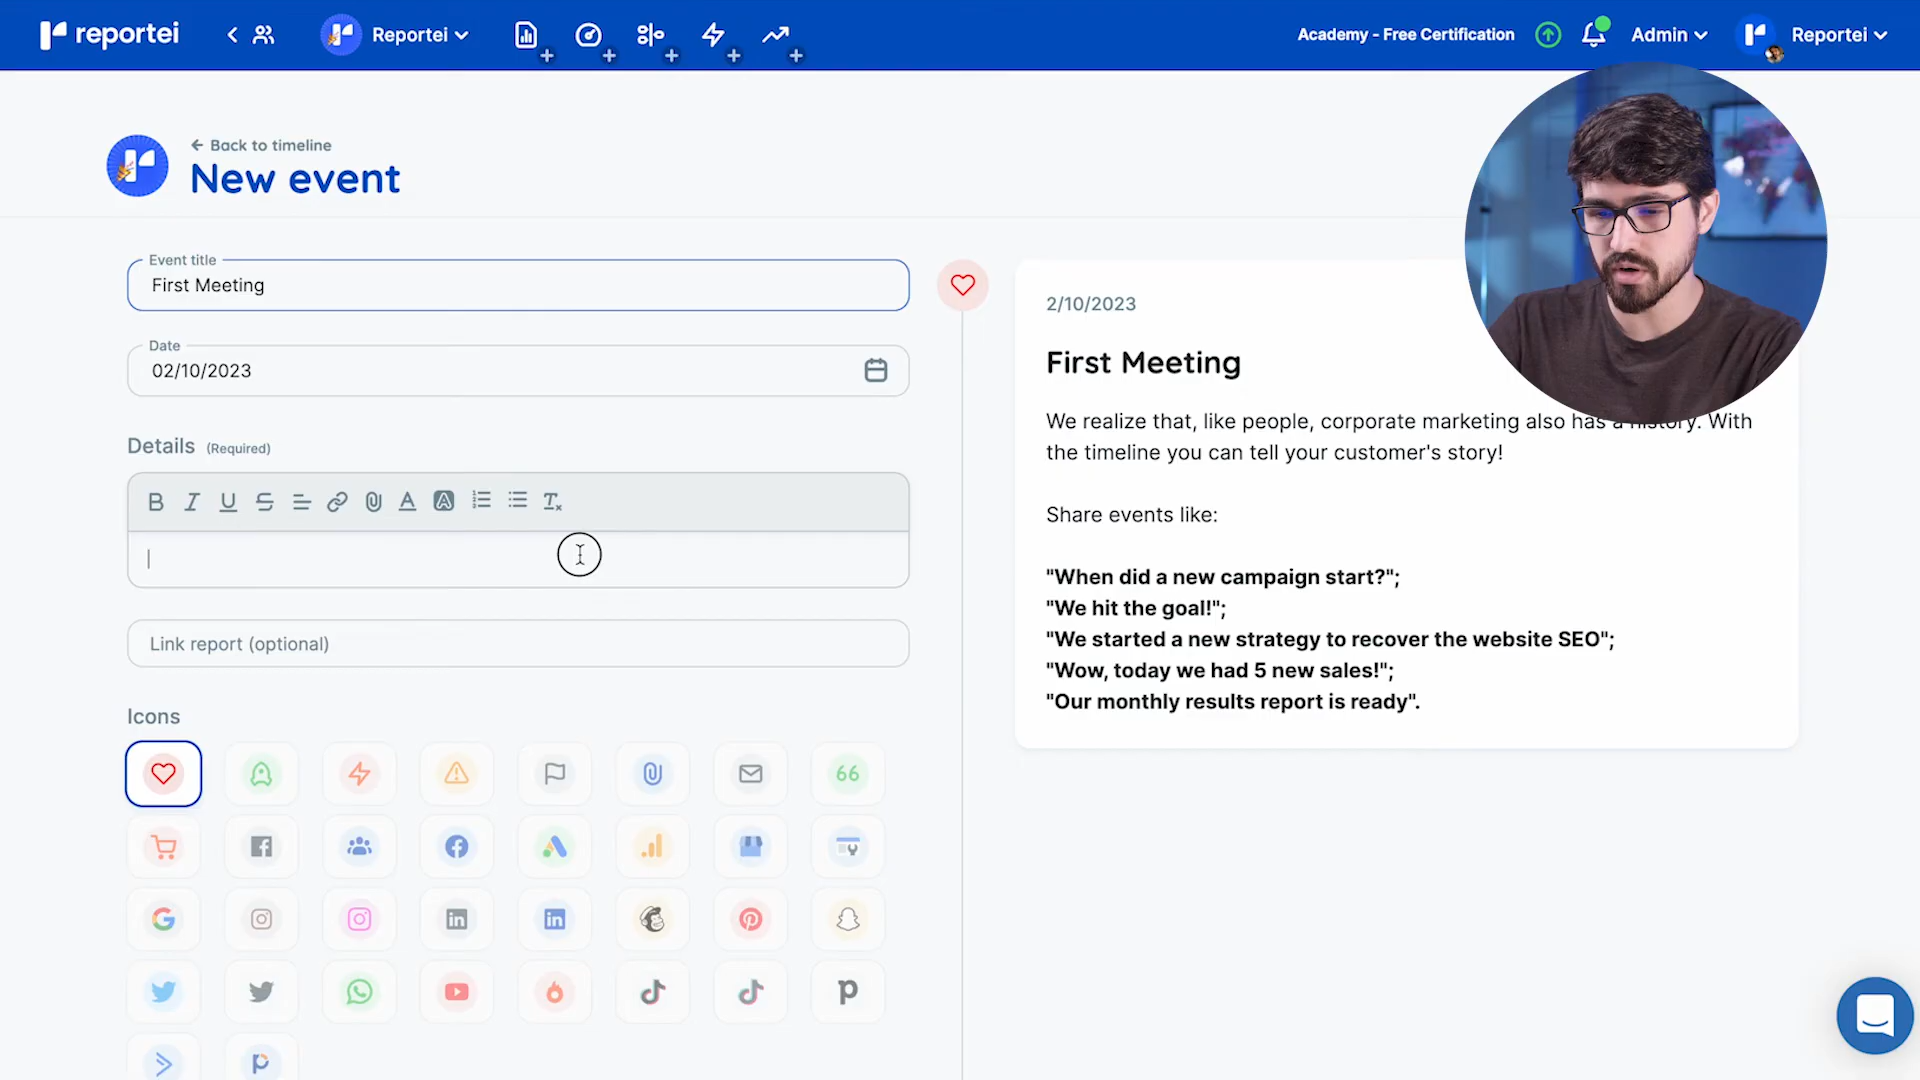 reportei
Reportei
Academy - Free Certification
Admin
Reportei
Back to timeline
New event
Event title
First Meeting
Date
02/10/2023
Details (Required)
Link report (optional)
Icons
2/10/2023
First Meeting
We realize that, like people, corporate marketing also has a history. With
the timeline you can tell your customer's story!
Share events like:
"When did a new campaign start?";
"We hit the goal!";
"We started a new strategy to recover the website SEO";
"Wow, today we had 5 new sales!";
"Our monthly results report is ready".